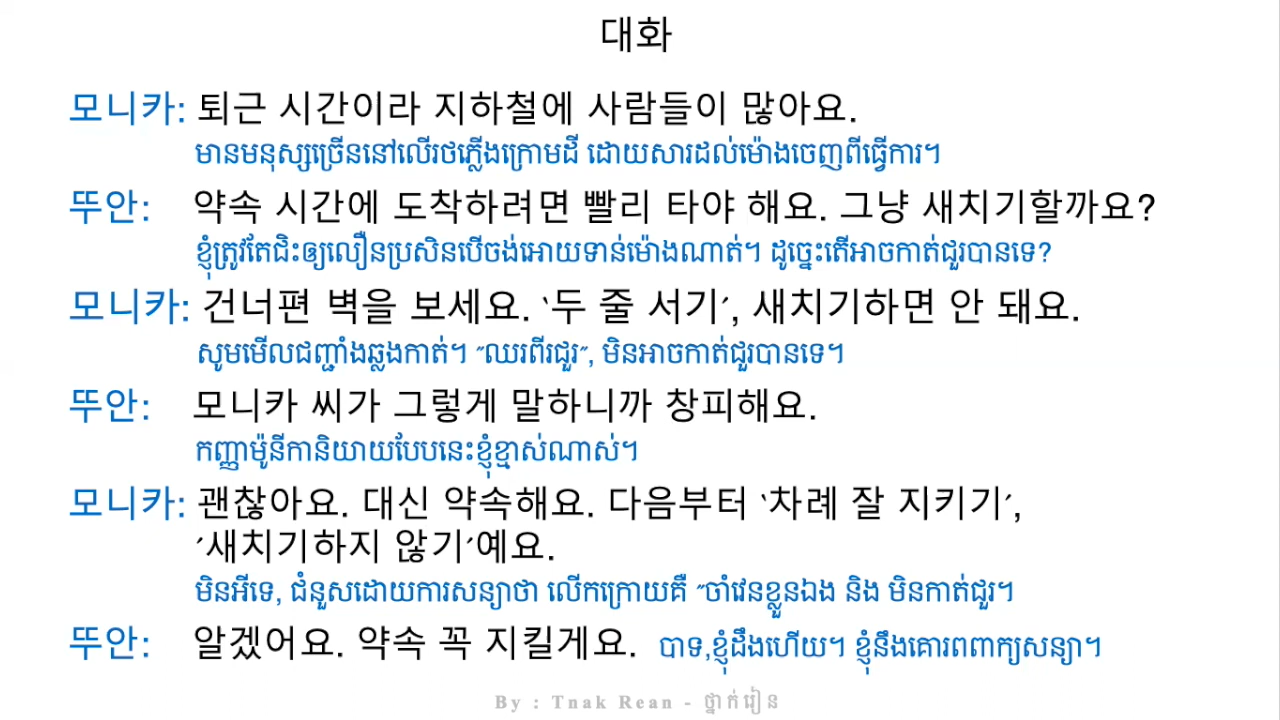 대화
모니카: 퇴근 시간이라 지하철에 사람들이 많아요.
មានមនុស្សច្រើននៅលើរថភ្លើងក្រោមដី ដោយសារដល់ម៉ោងចេញពីធ្វើការ។
뚜안: 약속 시간에 도착하려면 빨리 타야 해요. 그냥 새치기할까요?
ខ្ញុំត្រូវតែជិះឲ្យលឿនប្រសិនបើចង់អោយទាន់ម៉ោងណាត់។ ដូច្នេះតើអាចកាត់ជួរបានទេ?
모니카: 건너편 벽을 보세요. ‵두 줄 서기′, 새치기하면 안 돼요.
សូមមើលជញ្ជាំងឆ្លងកាត់។ ˝ឈរពីរជួរ˝, មិនអាចកាត់ជួរបានទេ។
뚜안: 모니카 씨가 그렇게 말하니까 창피해요.
កញ្ញាម៉ូនីកានិយាយបែបនេះខ្ញុំខ្មាស់ណាស់។
모니카: 괜찮아요. 대신 약속해요. 다음부터 ‵차례 잘 지키기′,
′새치기하지 않기′예요.
មិនអីទេ, ជំនួសដោយការសន្យាថា លើកក្រោយគឺ ˝ចាំវេនខ្លួនឯង និង មិនកាត់ជួរ។
뚜안: 알겠어요. 약속 꼭 지킬게요. បាទ,ខ្ញុំដឹងហើយ។ ខ្ញុំនឹងគោរពពាក្យសន្យា។
By : Tnak Rean - ថ្នាក់រៀន